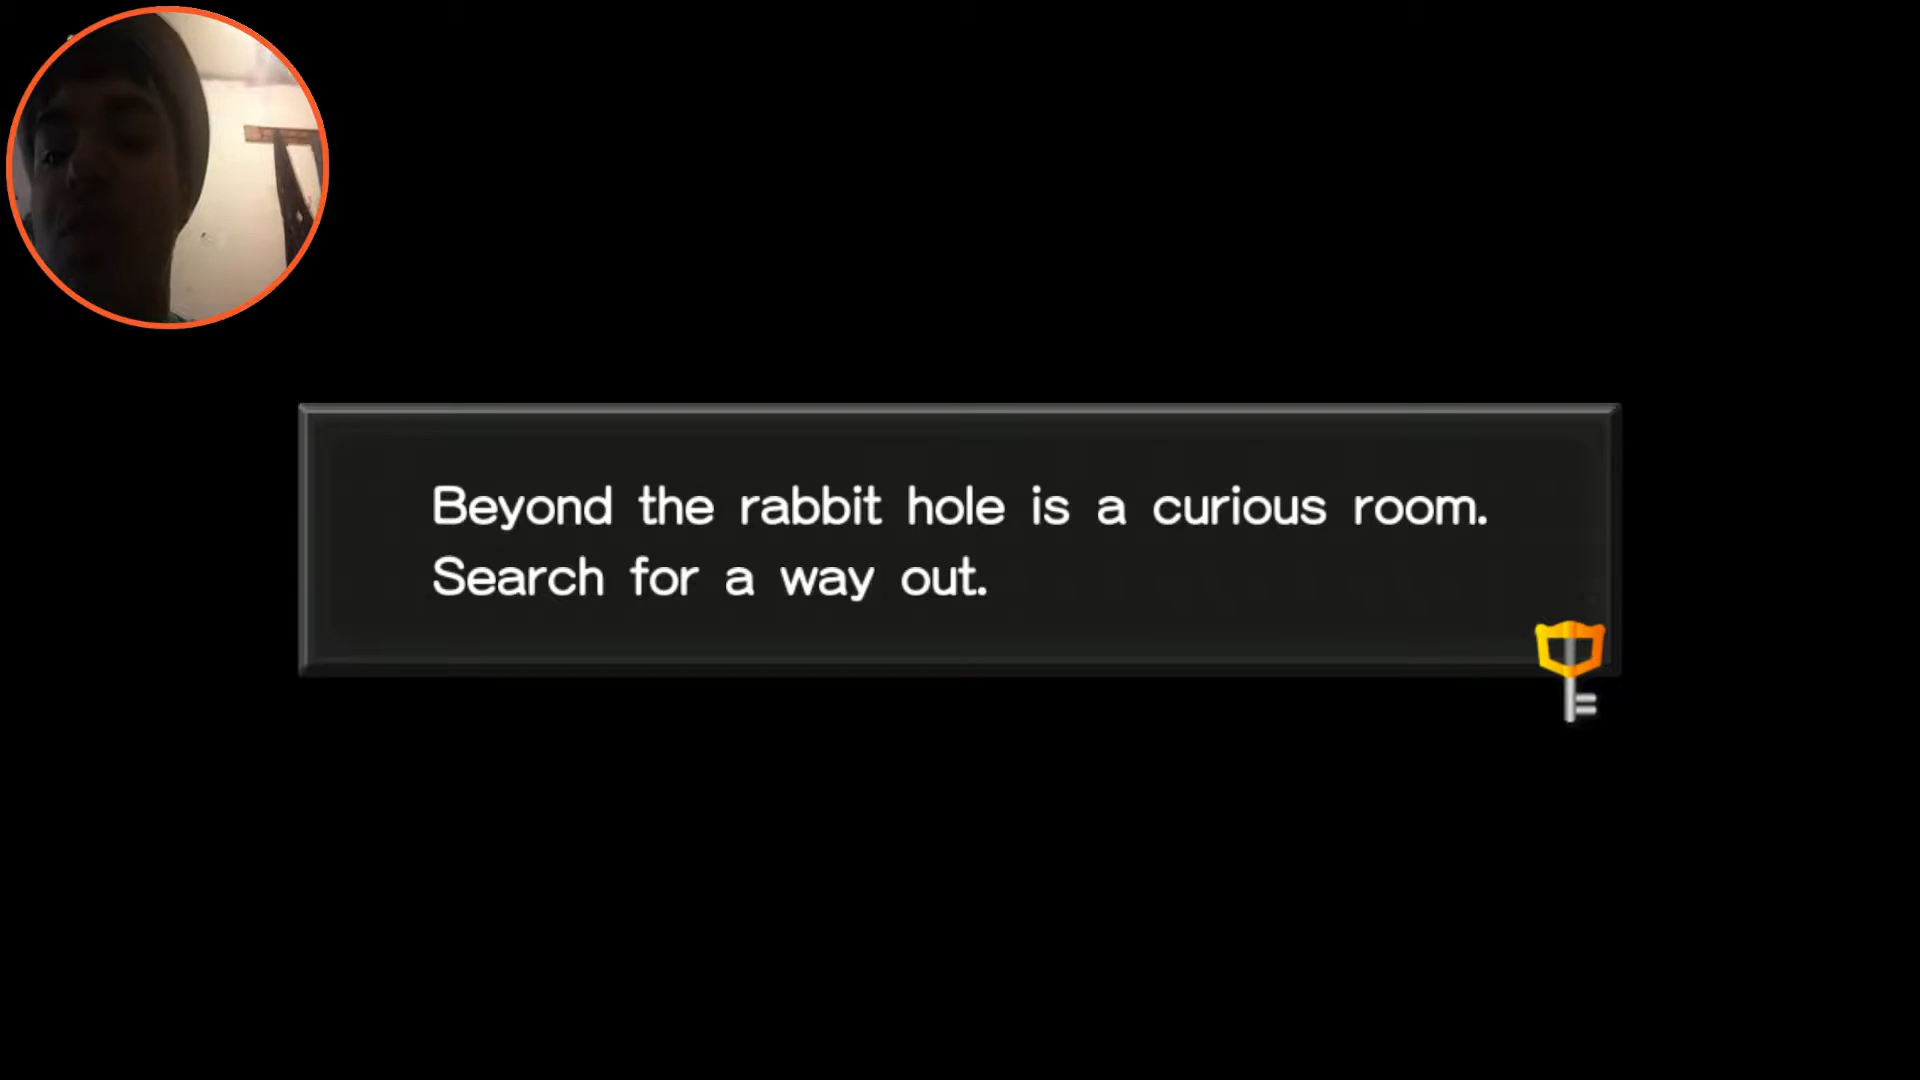 Beyond the rabbit hole is a curious room.
Search for a way out.